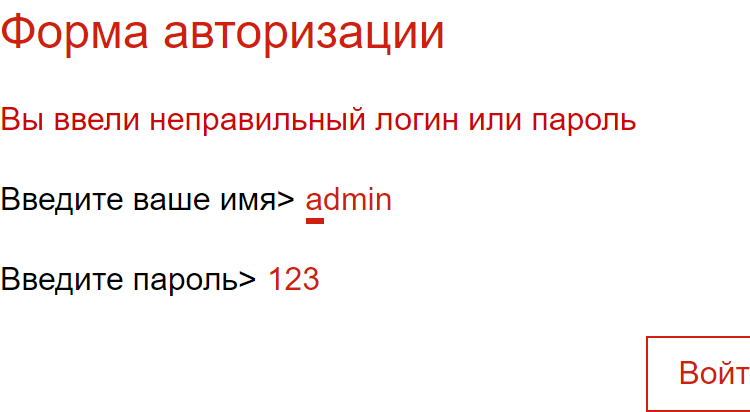 Форма авторизации
Вы ввели неправильный логин или пароль
Введите ваше имя> admin
Введите пароль> 123
Войт